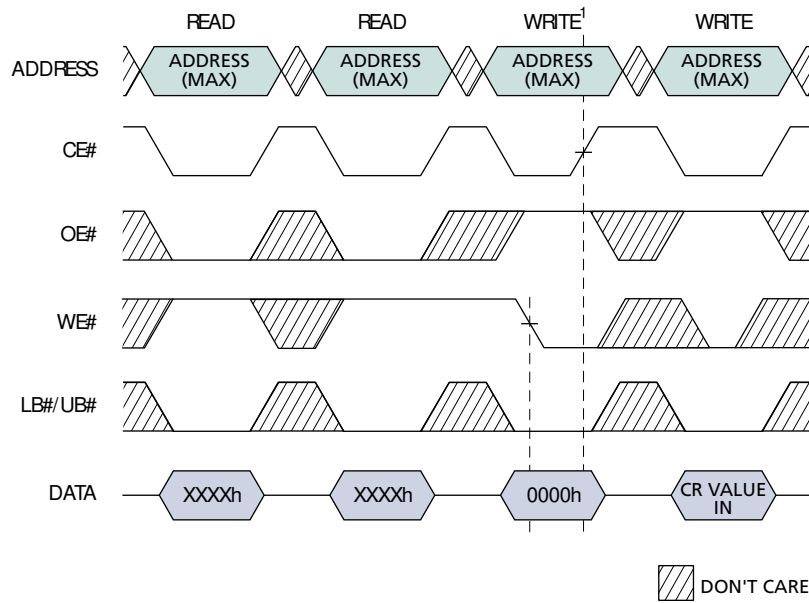 READ READ WRITE1 WRITE
ADDRESS ADDRESS (MAX) ADDRESS (MAX) ADDRESS (MAX) ADDRESS (MAX)
CE#
OE#
WE#
LB#/UB#
DATA XXXXh XXXXh 0000h CR VALUE IN
DON'T CARE